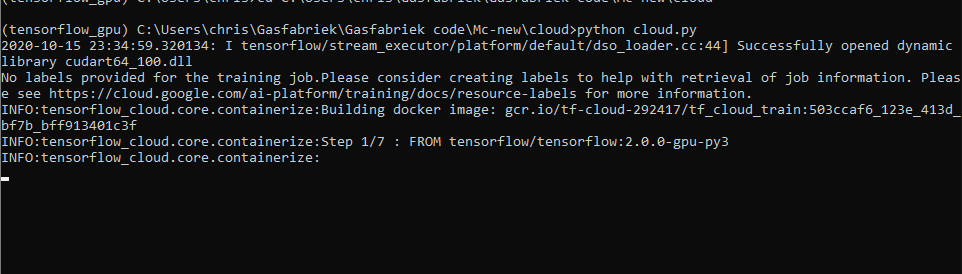 (tensorflow_gpu) C:\Users\chris\Gasfabriek\Gasfabriek code\Mc-new\cloud>python cloud.py
2020-10-15 23:34:59.320134: I tensorflow/stream_executor/platform/default/dso_loader.cc:44] Successfully opened dynamic
library cudart64_100.dll
No labels provided for the training job.Please consider creating labels to help with retrieval of job information. Pleas
e see https://cloud.google.com/ai-platform/training/docs/resource-labels for more information.
INFO:tensorflow_cloud.core.containerize:Building docker image: gcr.io/tf-cloud-292417/tf_cloud_train:503ccaf6_123e_413d_
bf7b_bff913401c3f
INFO:tensorflow_cloud.core.containerize:Step 1/7 : FROM tensorflow/tensorflow:2.0.0-gpu-py3
INFO:tensorflow_cloud.core.containerize: